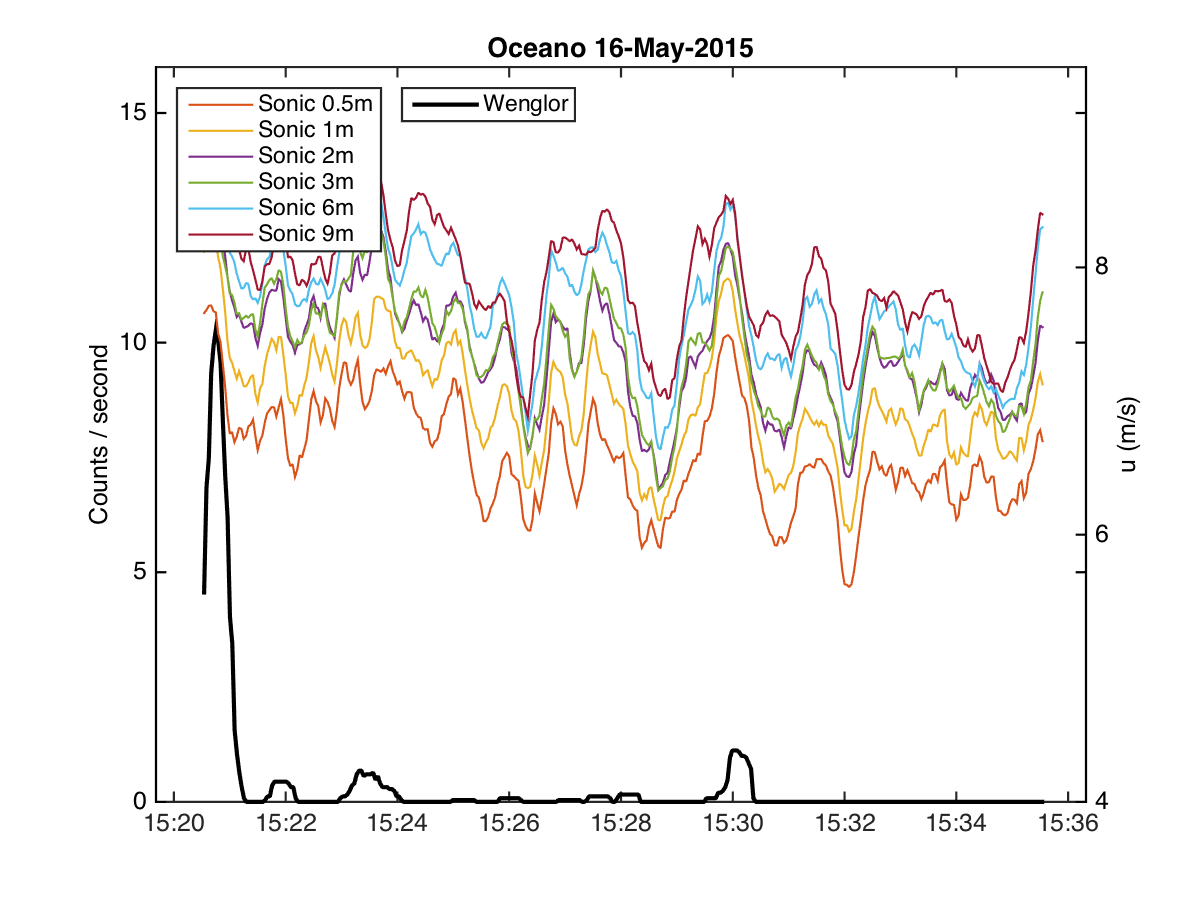 Oceano 16-May-2015
Sonic 0.5m
Sonic 1m
Sonic 2m
Sonic 3m
Sonic 6m
Sonic 9m
Wenglor
15
10
5
0
Counts / second
8
6
4
u (m/s)
15:20 15:22 15:24 15:26 15:28 15:30 15:32 15:34 15:36